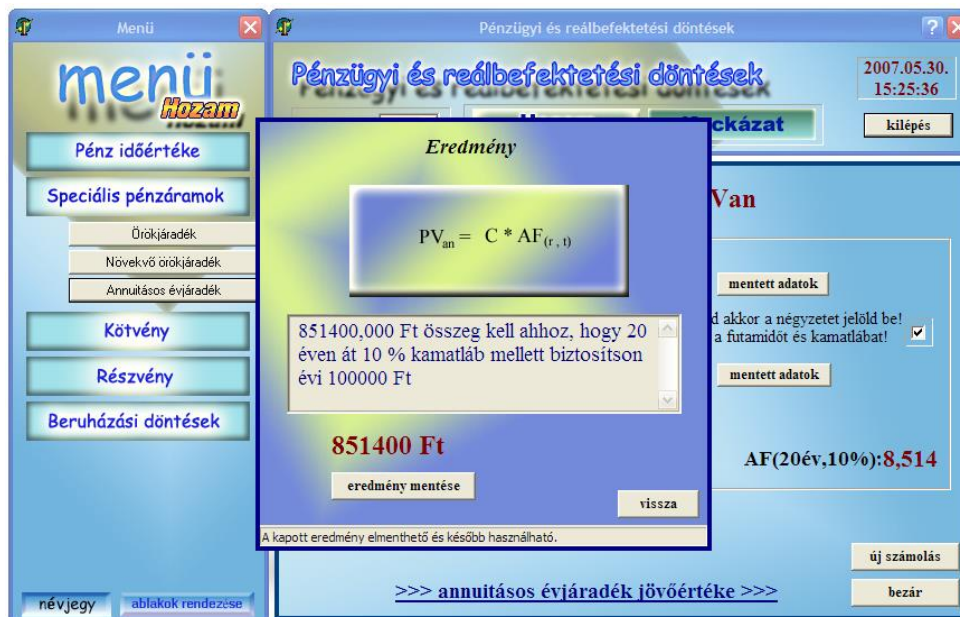 Menü
menü
Hozam
Pénz időértéke
Speciális pénzáramok
Örökjáradék
Növekvő örökjáradék
Annuitásos évjáradék
Kötvény
Részvény
Beruházási döntések
névjegy
ablakok rendezése
Pénzügyi és reálbefektetési döntések
Pénzügyi és reálbefektetési döntések
2007.05.30.
15:25:36
ckázat
kilépés
Van
mentett adatok
d akkor a négyzetet jelöld be!
a futamidőt és kamatlábat!
mentett adatok
AF(20év,10%):8,514
új számolás
>>> annuitásos évjáradék jövőértéke >>>
bezár
Eredmény
PVan = C * AF(r , t)
851400,000 Ft összeg kell ahhoz, hogy 20
éven át 10 % kamatláb mellett biztosítson
évi 100000 Ft
851400 Ft
eredmény mentése
vissza
A kapott eredmény elmenthető és később használható.